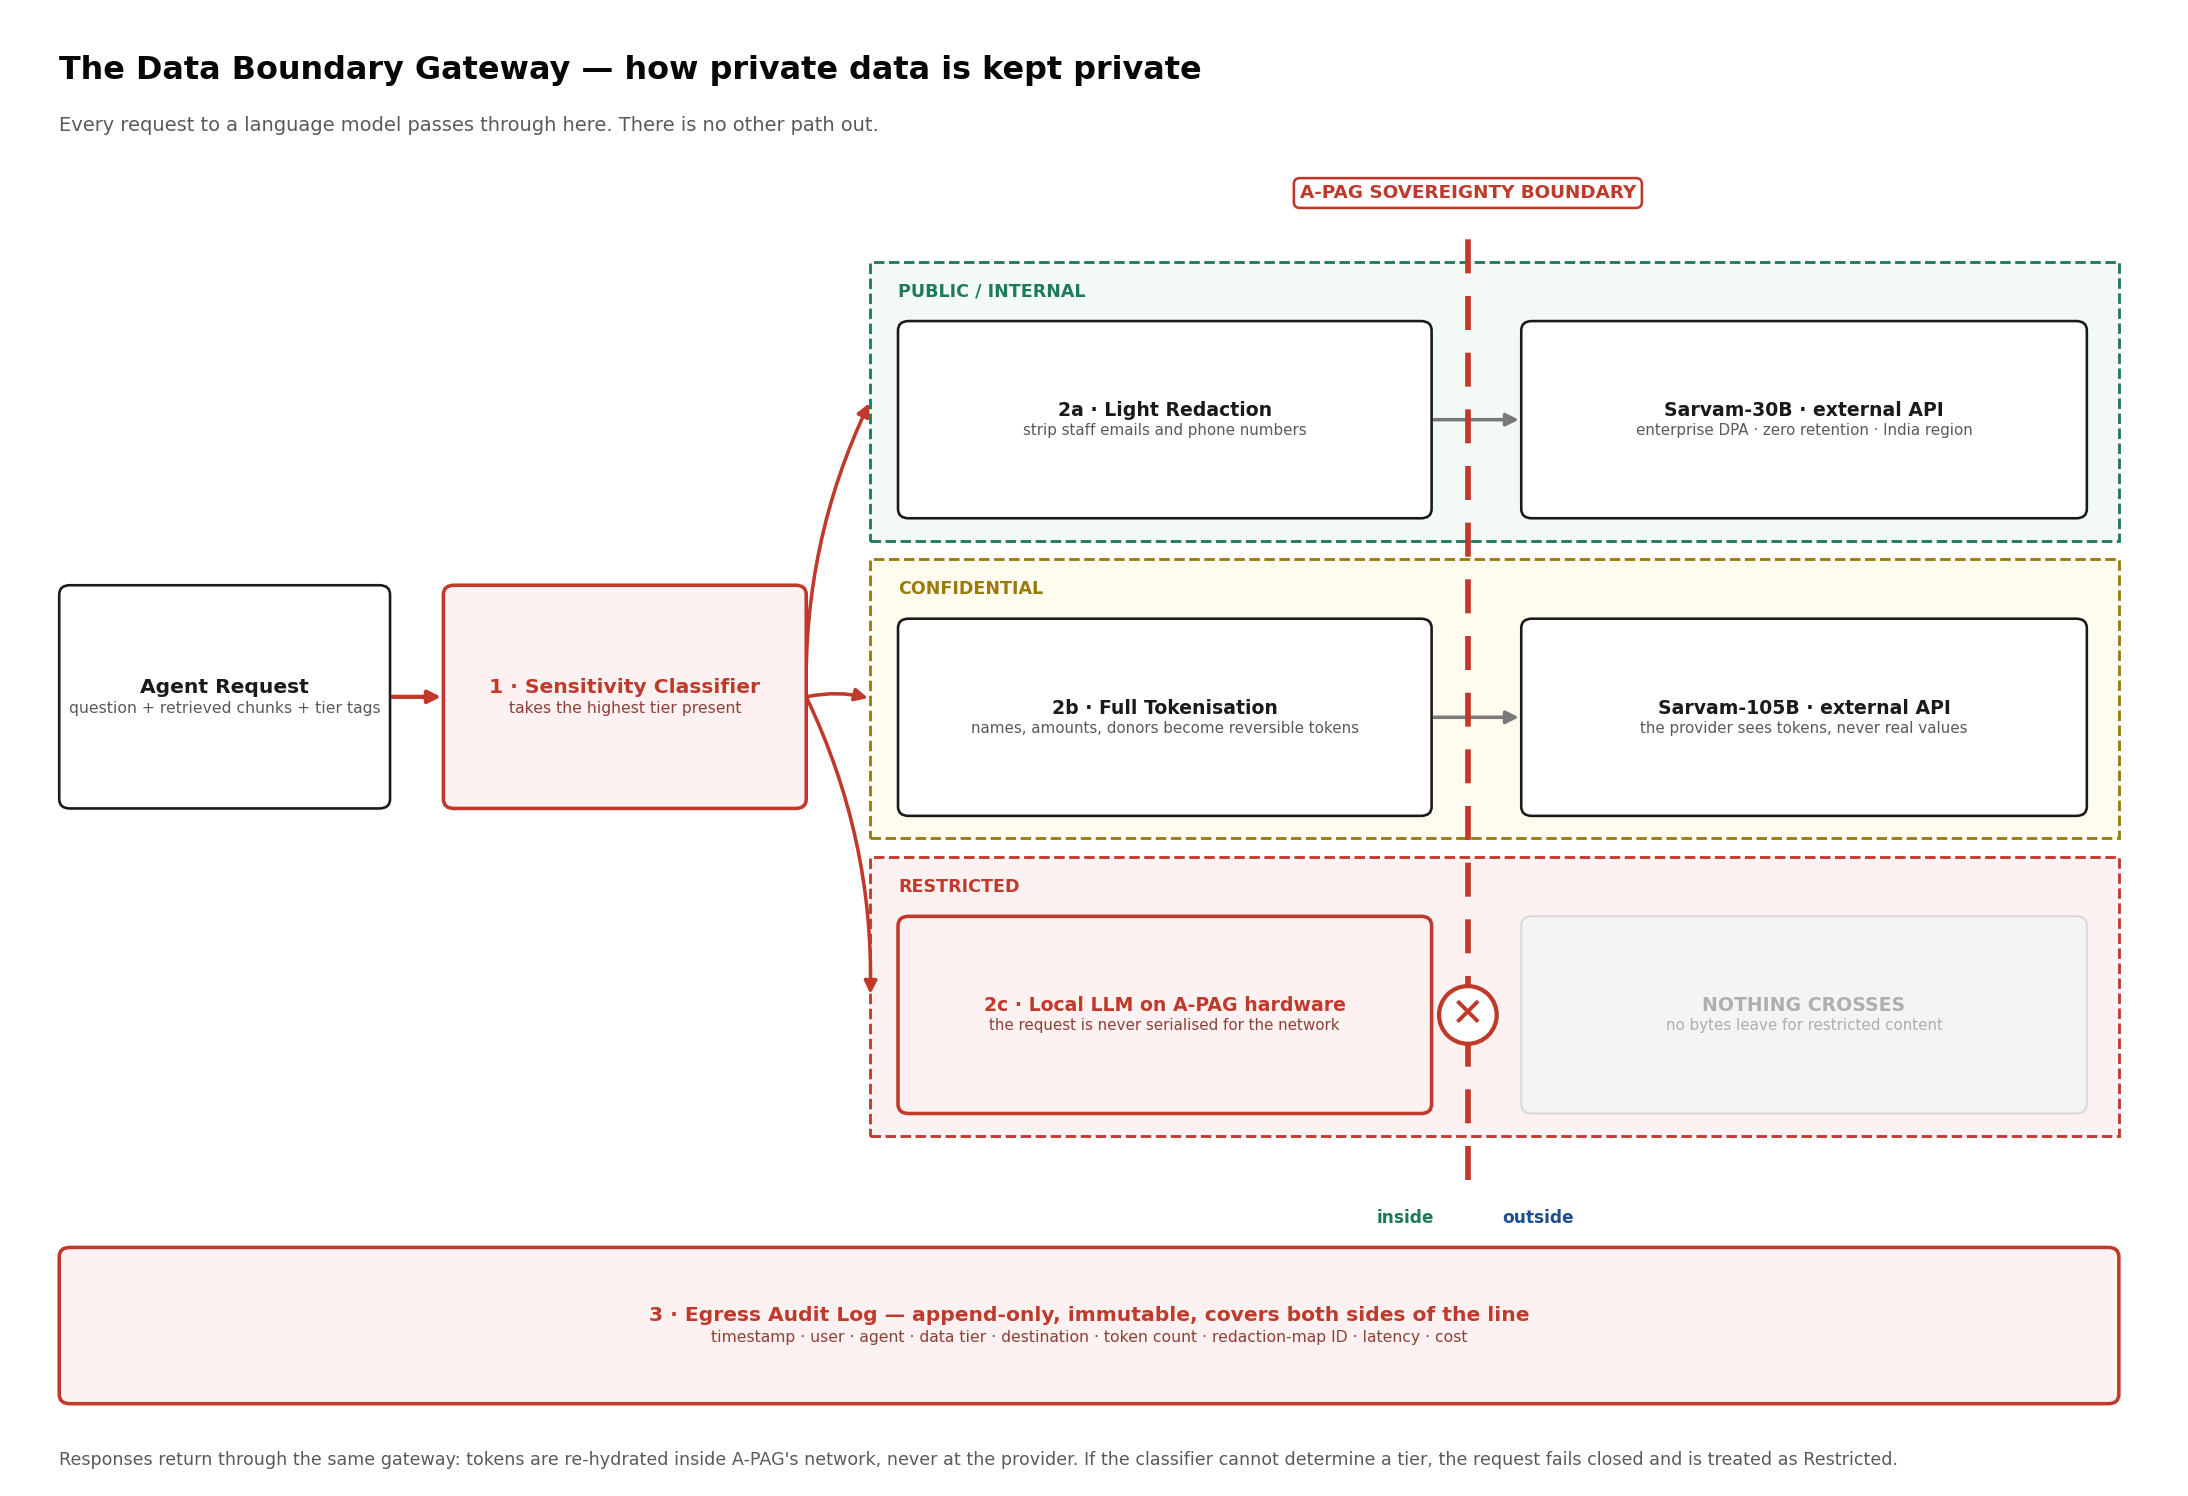 The Data Boundary Gateway — how private data is kept private
Every request to a language model passes through here. There is no other path out.
A-PAG SOVEREIGNTY BOUNDARY
PUBLIC / INTERNAL
2a · Light Redaction
strip staff emails and phone numbers
Sarvam-30B · external API
enterprise DPA · zero retention · India region
CONFIDENTIAL
Agent Request
question + retrieved chunks + tier tags
1 · Sensitivity Classifier
takes the highest tier present
2b · Full Tokenisation
names, amounts, donors become reversible tokens
Sarvam-105B · external API
the provider sees tokens, never real values
RESTRICTED
2c · Local LLM on A-PAG hardware
the request is never serialised for the network
NOTHING CROSSES
no bytes leave for restricted content
inside
outside
3 · Egress Audit Log — append-only, immutable, covers both sides of the line
timestamp · user · agent · data tier · destination · token count · redaction-map ID · latency · cost
Responses return through the same gateway: tokens are re-hydrated inside A-PAG's network, never at the provider. If the classifier cannot determine a tier, the request fails closed and is treated as Restricted.